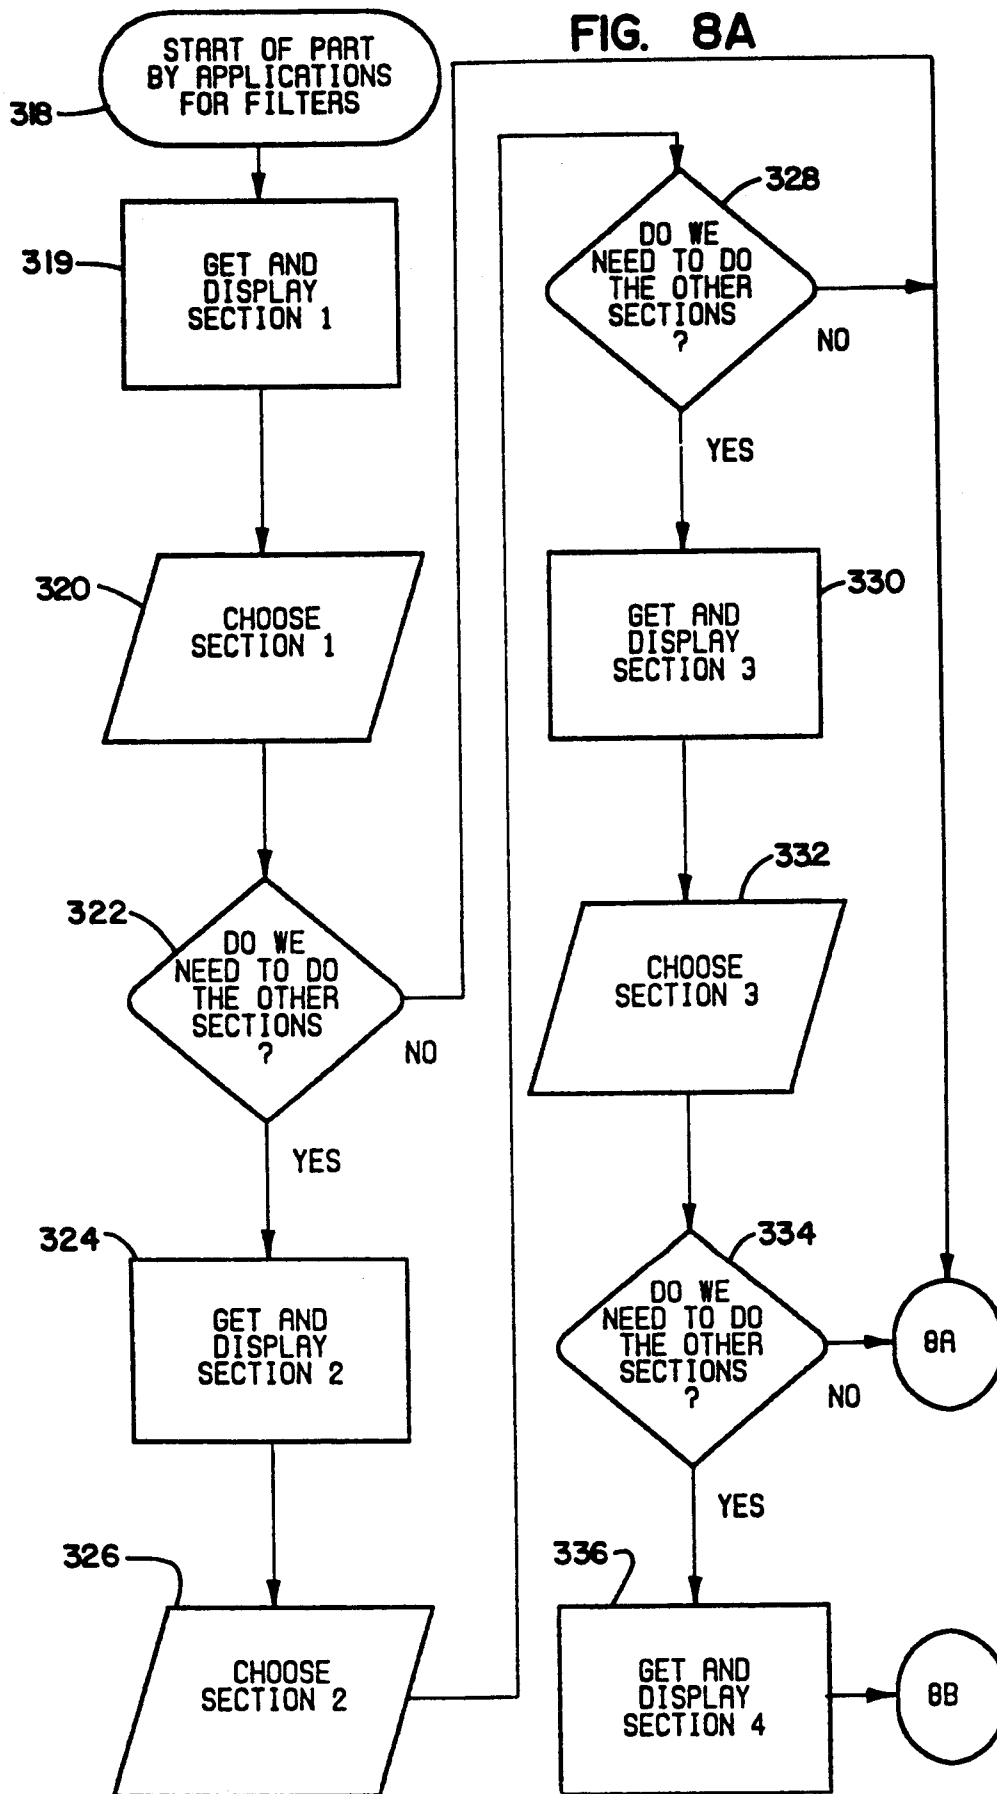 FIG. 8A
START OF PART
BY APPLICATIONS
FOR FILTERS
318
319
GET AND
DISPLAY
SECTION 1
320
CHOOSE
SECTION 1
322
DO WE
NEED TO DO
THE OTHER
SECTIONS
?
NO
YES
324
GET AND
DISPLAY
SECTION 2
326
CHOOSE
SECTION 2
328
DO WE
NEED TO DO
THE OTHER
SECTIONS
?
NO
YES
330
GET AND
DISPLAY
SECTION 3
332
CHOOSE
SECTION 3
334
DO WE
NEED TO DO
THE OTHER
SECTIONS
?
NO
8A
YES
336
GET AND
DISPLAY
SECTION 4
8B